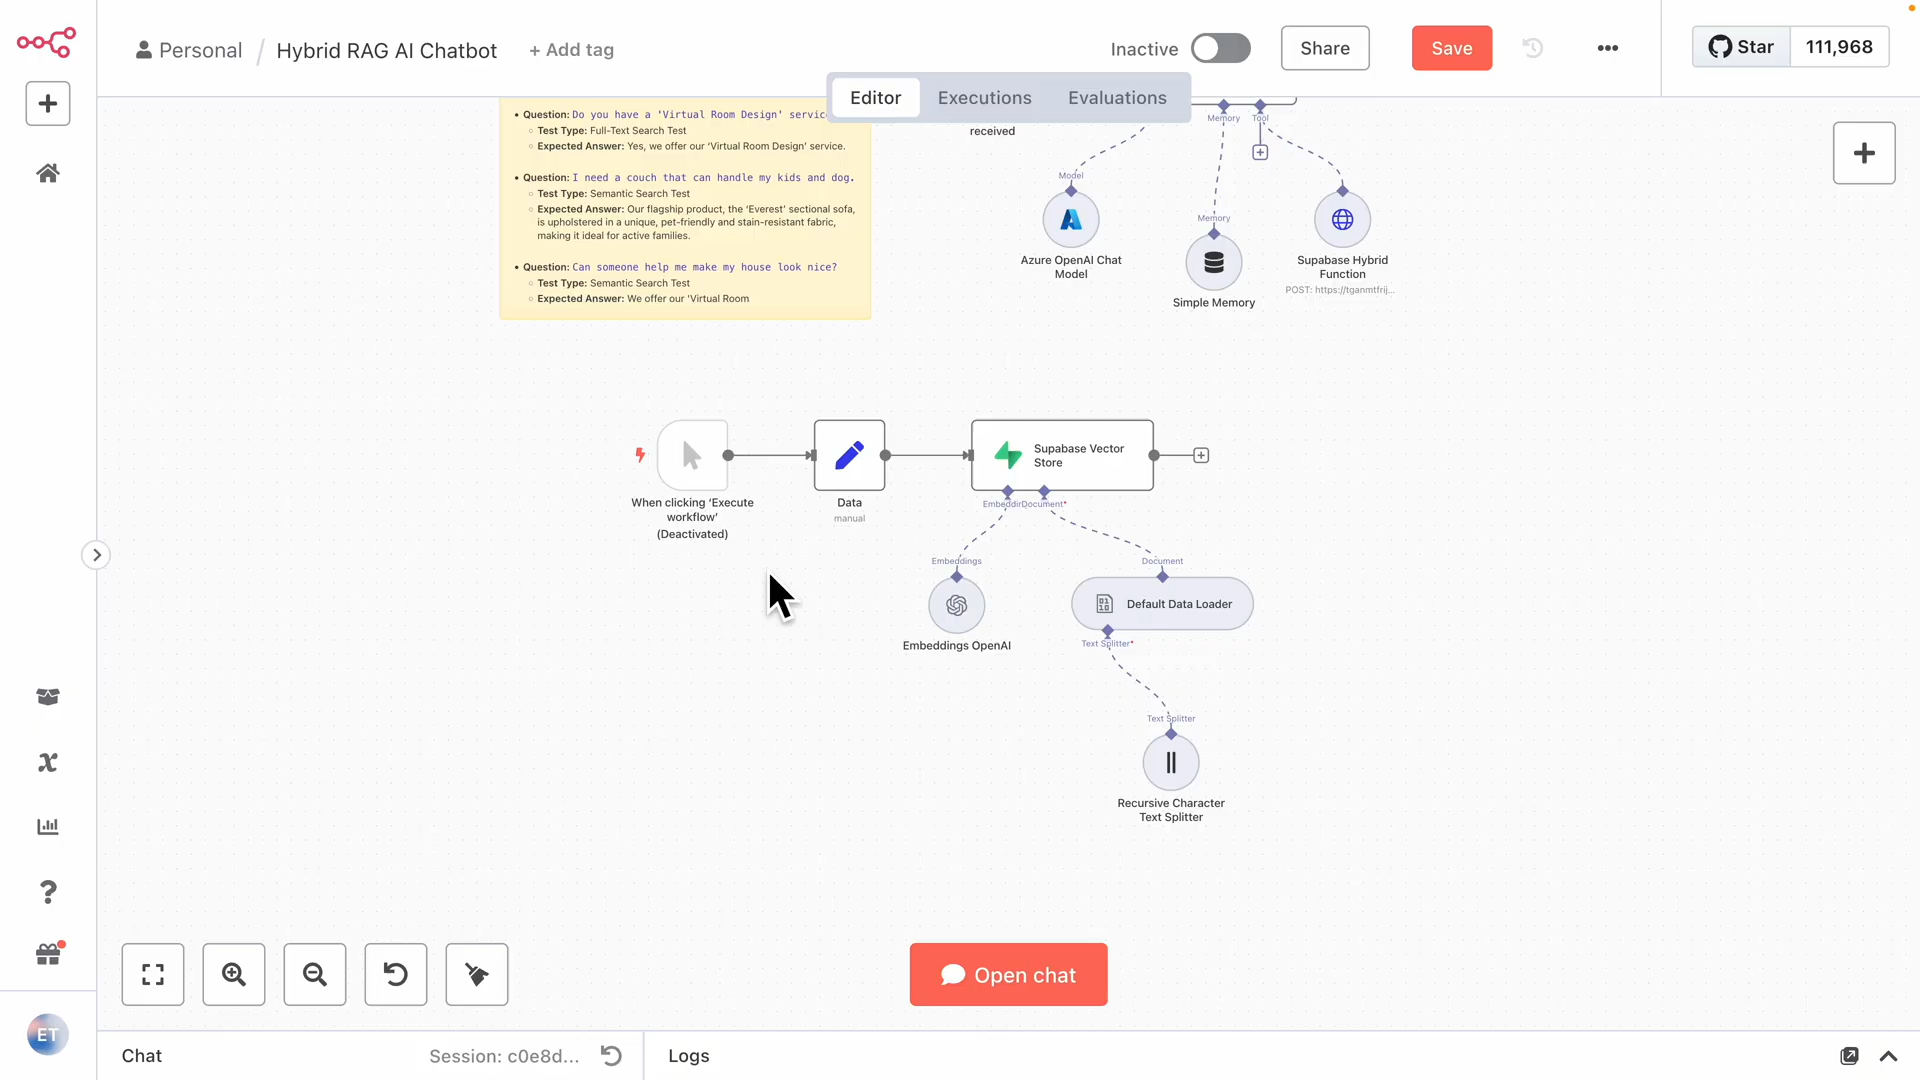 Personal / Hybrid RAG AI Chatbot + Add tag
Inactive
Share
Save
Star 111,968
Editor Executions Evaluations
• Question: Do you have a 'Virtual Room Design' servic
Test Type: Full-Text Search Test
Expected Answer: Yes, we offer our 'Virtual Room Design' service.
• Question: I need a couch that can handle my kids and dog.
Test Type: Semantic Search Test
Expected Answer: Our flagship product, the 'Everest' sectional sofa,
is upholstered in a unique, pet-friendly and stain-resistant fabric,
making it ideal for active families.
• Question: Can someone help me make my house look nice?
Test Type: Semantic Search Test
Expected Answer: We offer our 'Virtual Room
received
Memory Tool
Model
Azure OpenAI Chat
Model
Memory
Simple Memory
Supabase Hybrid
Function
POST: https://tganmtfrij...
When clicking 'Execute
workflow'
(Deactivated)
Data
manual
Supabase Vector
Store
Document*
Embeddings
Embeddings OpenAI
Document
Default Data Loader
Text Splitter*
Text Splitter
Recursive Character
Text Splitter
Open chat
ET
Chat
Session: c0e8d...
Logs